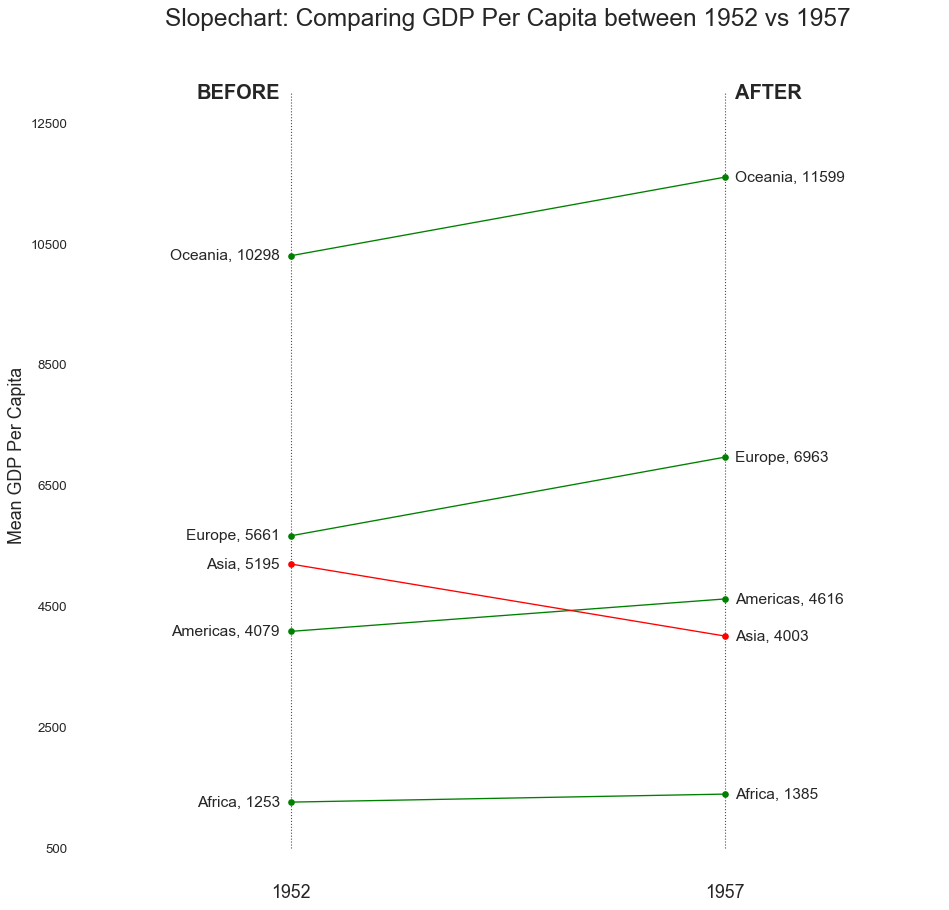 Slopechart: Comparing GDP Per Capita between 1952 vs 1957
BEFORE
AFTER
12500
Oceania, 11599
10500
Oceania, 10298
8500
Mean GDP Per Capita
Europe, 6963
6500
Europe, 5661
Asia, 5195
4500
Americas, 4616
Americas, 4079
Asia, 4003
2500
Africa, 1253
Africa, 1385
500
1952
1957